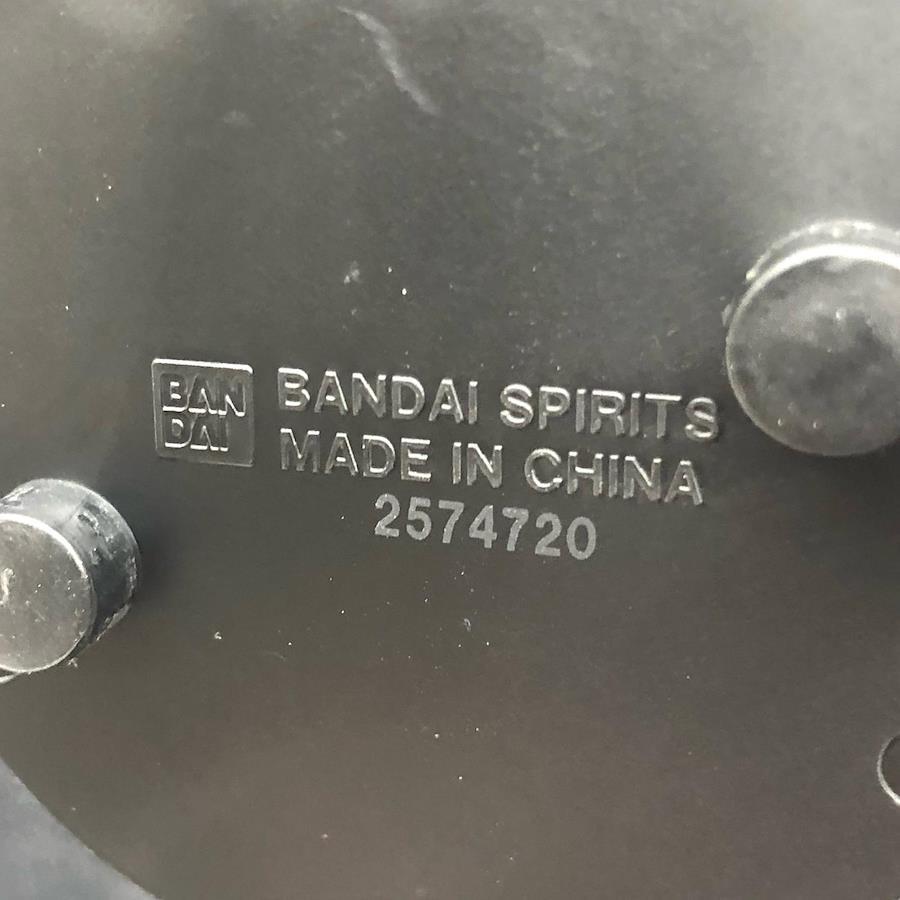 BAN
DAI
BANDAI SPIRITS
MADE IN CHINA
2574720